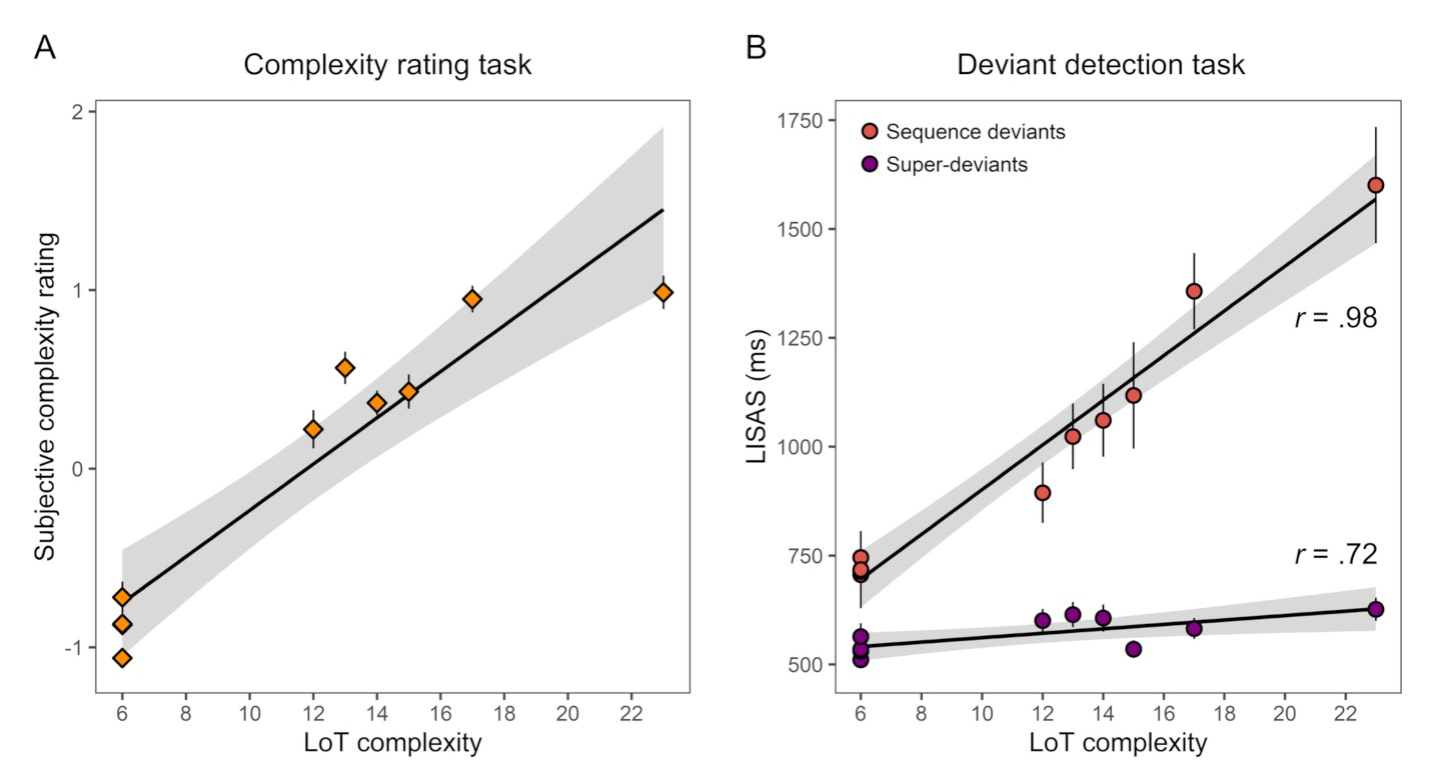 A
Complexity rating task
2
1
0
-1
Subjective complexity rating
6 8 10 12 14 16 18 20 22
LoT complexity
B
Deviant detection task
Sequence deviants
Super-deviants
1750
1500
1250
1000
750
500
LISAS (ms)
r = .98
r = .72
6 8 10 12 14 16 18 20 22
LoT complexity